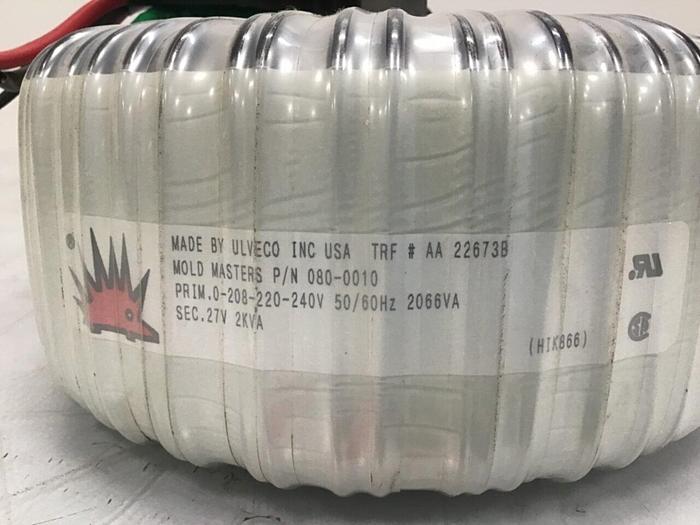 MADE BY ULVECO INC USA TRF # AA 22673B
MOLD MASTERS P/N 080-0010
PRIM.0-208-220-240V 50/60Hz 2066VA
SEC.27V 2KVA
(HIK866)